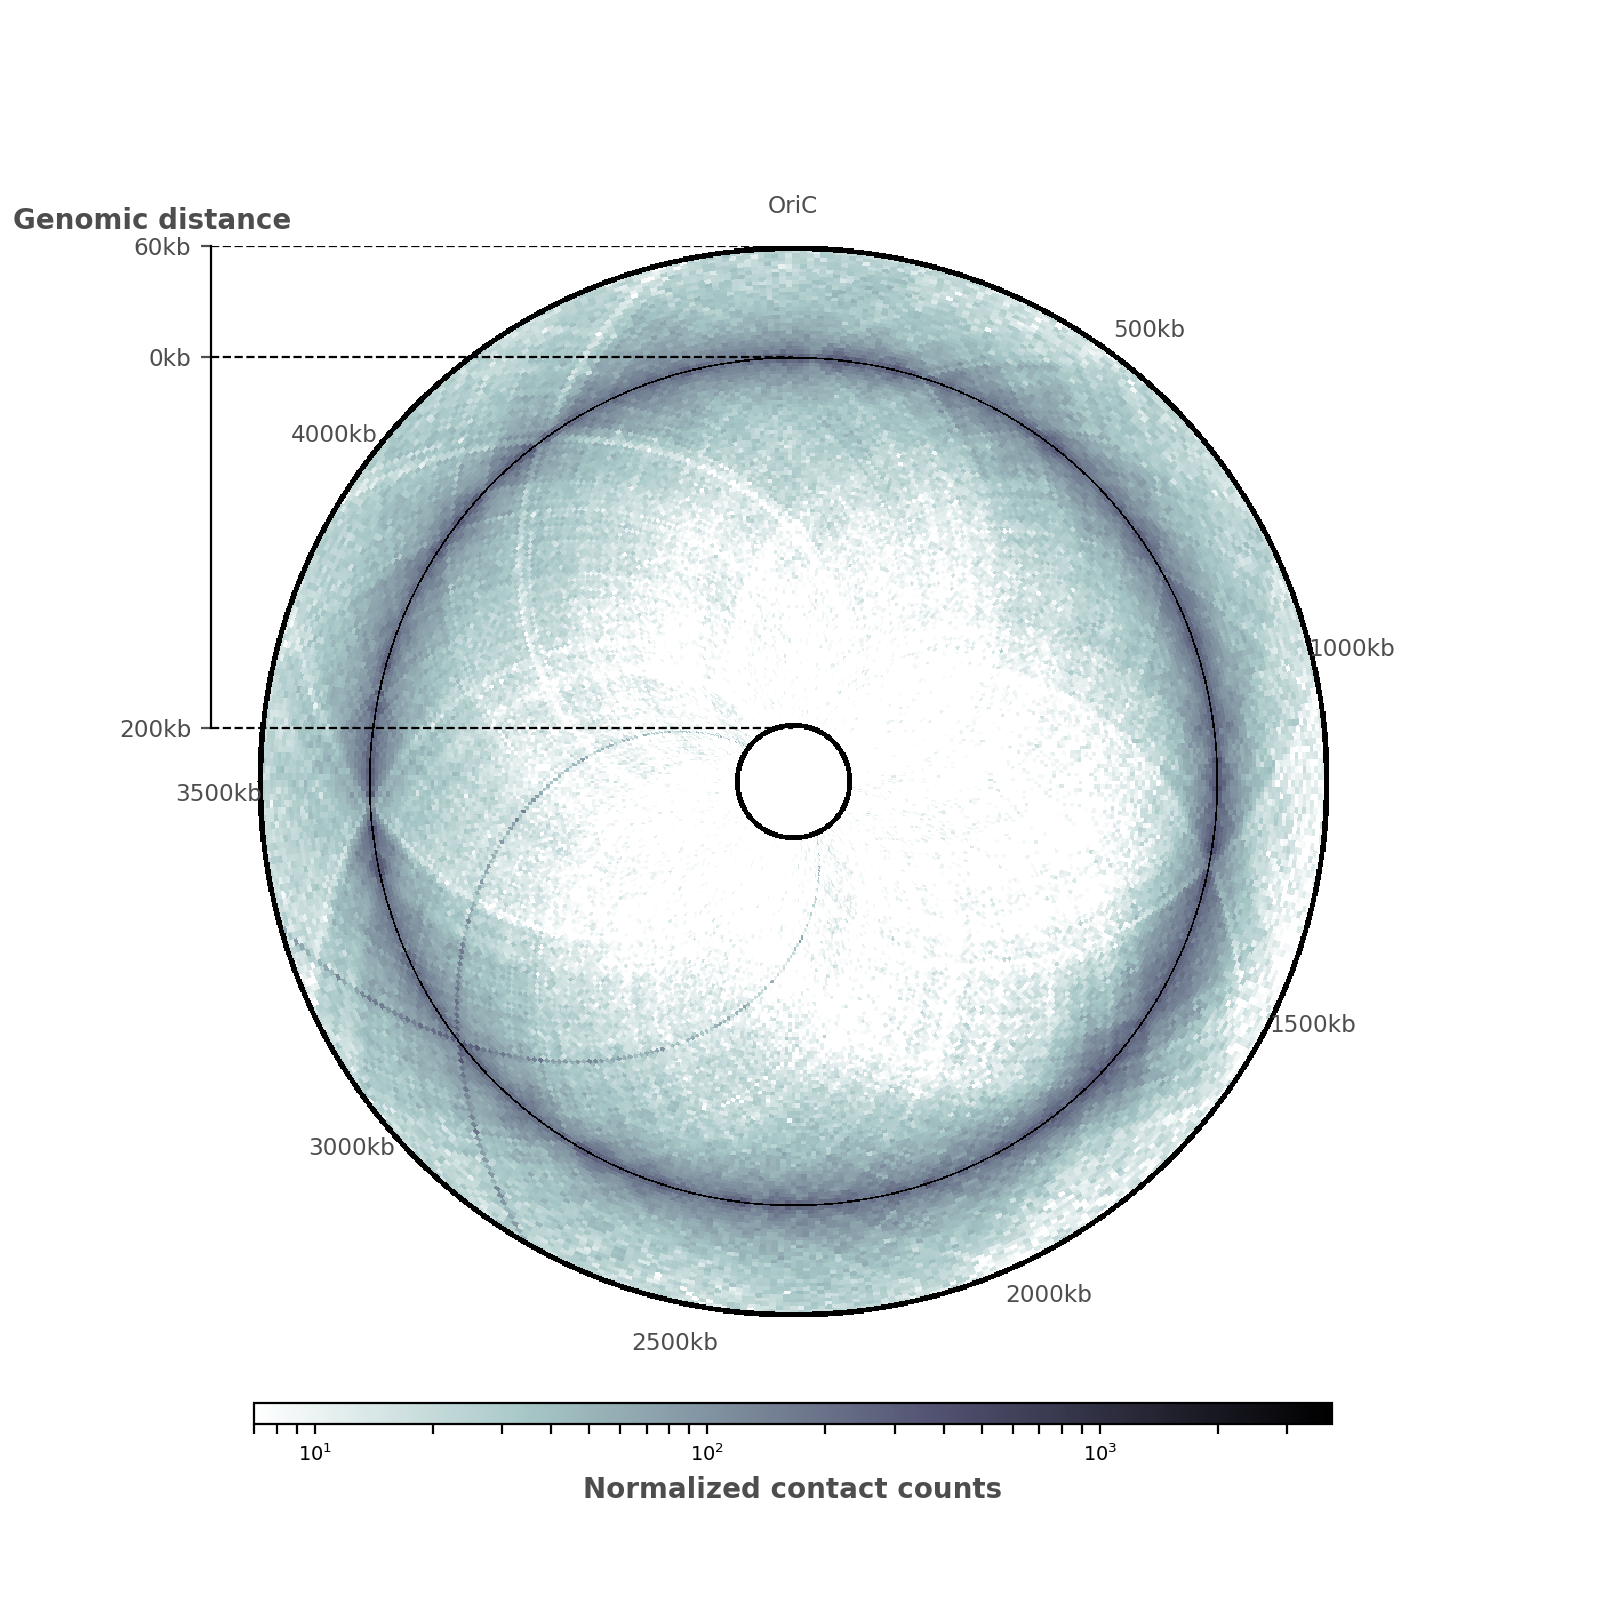 OriC
Genomic distance
60kb
500kb
0kb
4000kb
1000kb
200kb
3500kb
1500kb
3000kb
2000kb
2500kb
10¹
10²
10³
Normalized contact counts